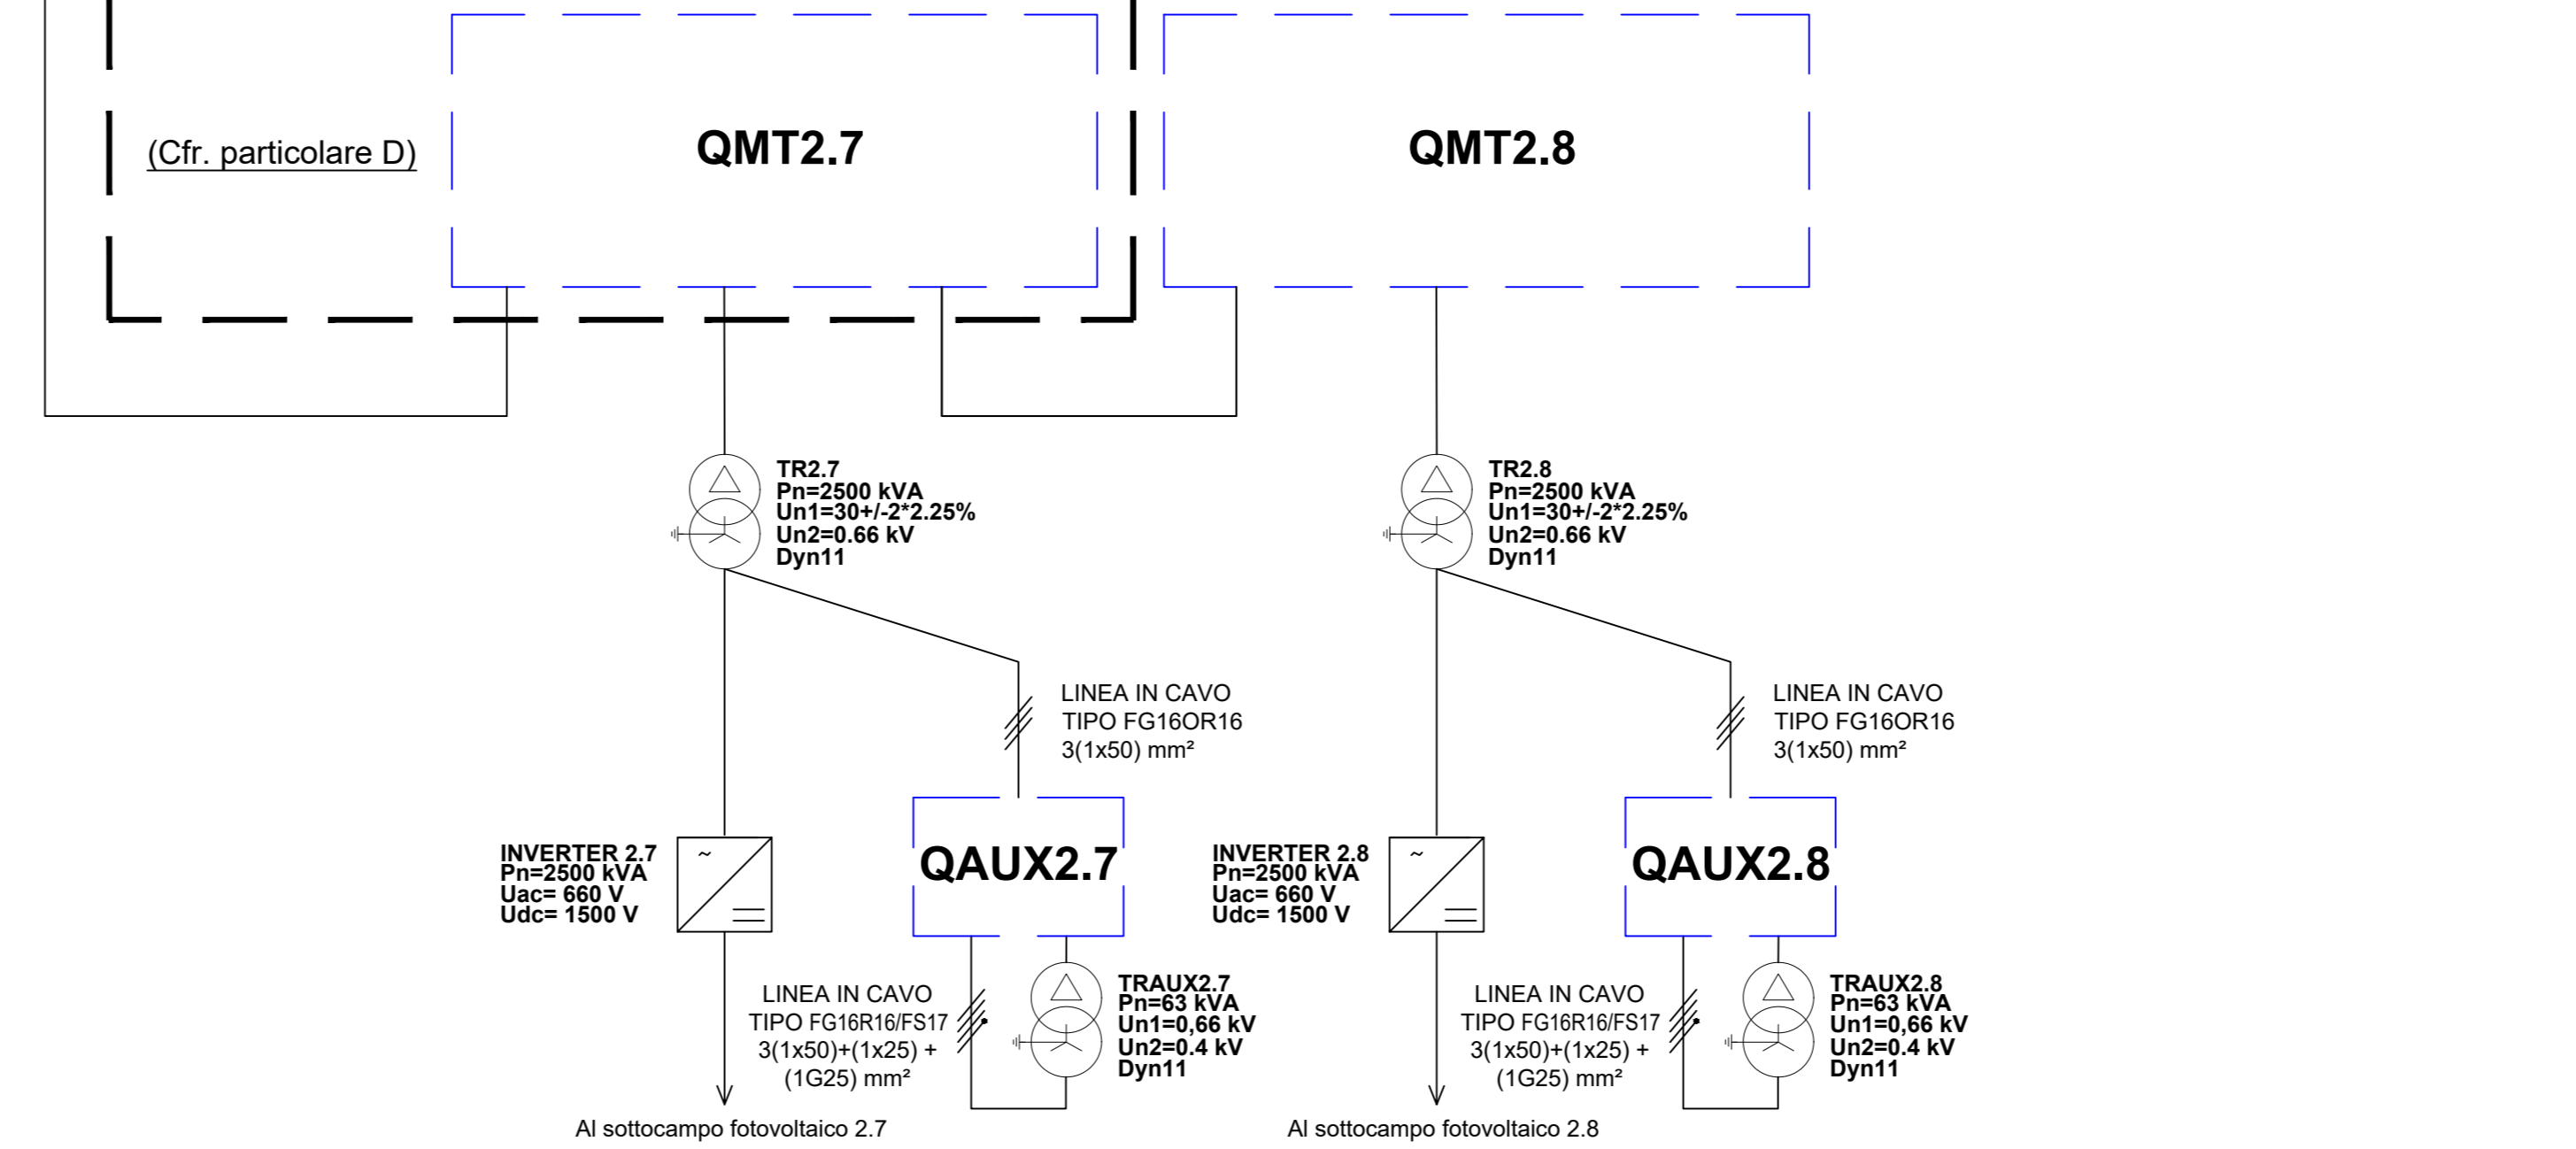 (Cfr. particolare D)
QMT2.7
QMT2.8
TR2.7
Pn=2500 kVA
Un1=30+/-2*2.25%
Un2=0.66 kV
Dyn11
TR2.8
Pn=2500 kVA
Un1=30+/-2*2.25%
Un2=0.66 kV
Dyn11
LINEA IN CAVO
TIPO FG16OR16
3(1x50) mm²
LINEA IN CAVO
TIPO FG16OR16
3(1x50) mm²
INVERTER 2.7
Pn=2500 kVA
Uac= 660 V
Udc= 1500 V
~
QAUX2.7
INVERTER 2.8
Pn=2500 kVA
Uac= 660 V
Udc= 1500 V
~
QAUX2.8
LINEA IN CAVO
TIPO FG16R16/FS17
3(1x50)+(1x25) +
(1G25) mm²
TRAUX2.7
Pn=63 kVA
Un1=0,66 kV
Un2=0.4 kV
Dyn11
LINEA IN CAVO
TIPO FG16R16/FS17
3(1x50)+(1x25) +
(1G25) mm²
TRAUX2.8
Pn=63 kVA
Un1=0,66 kV
Un2=0.4 kV
Dyn11
Al sottocampo fotovoltaico 2.7
Al sottocampo fotovoltaico 2.8